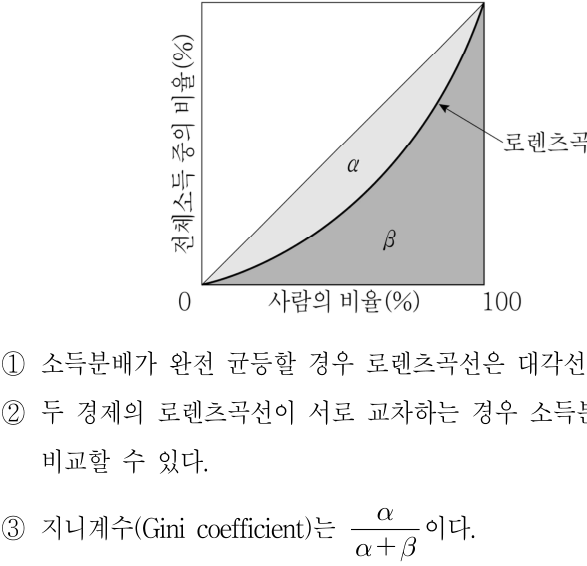 전체소득 중의 비율(%)
로렌츠곡
α
β
0 사람의 비율(%) 100
① 소득분배가 완전 균등할 경우 로렌츠곡선은 대각선
② 두 경제의 로렌츠곡선이 서로 교차하는 경우 소득
비교할 수 있다.
③ 지니계수(Gini coefficient)는 α/(α+β) 이다.